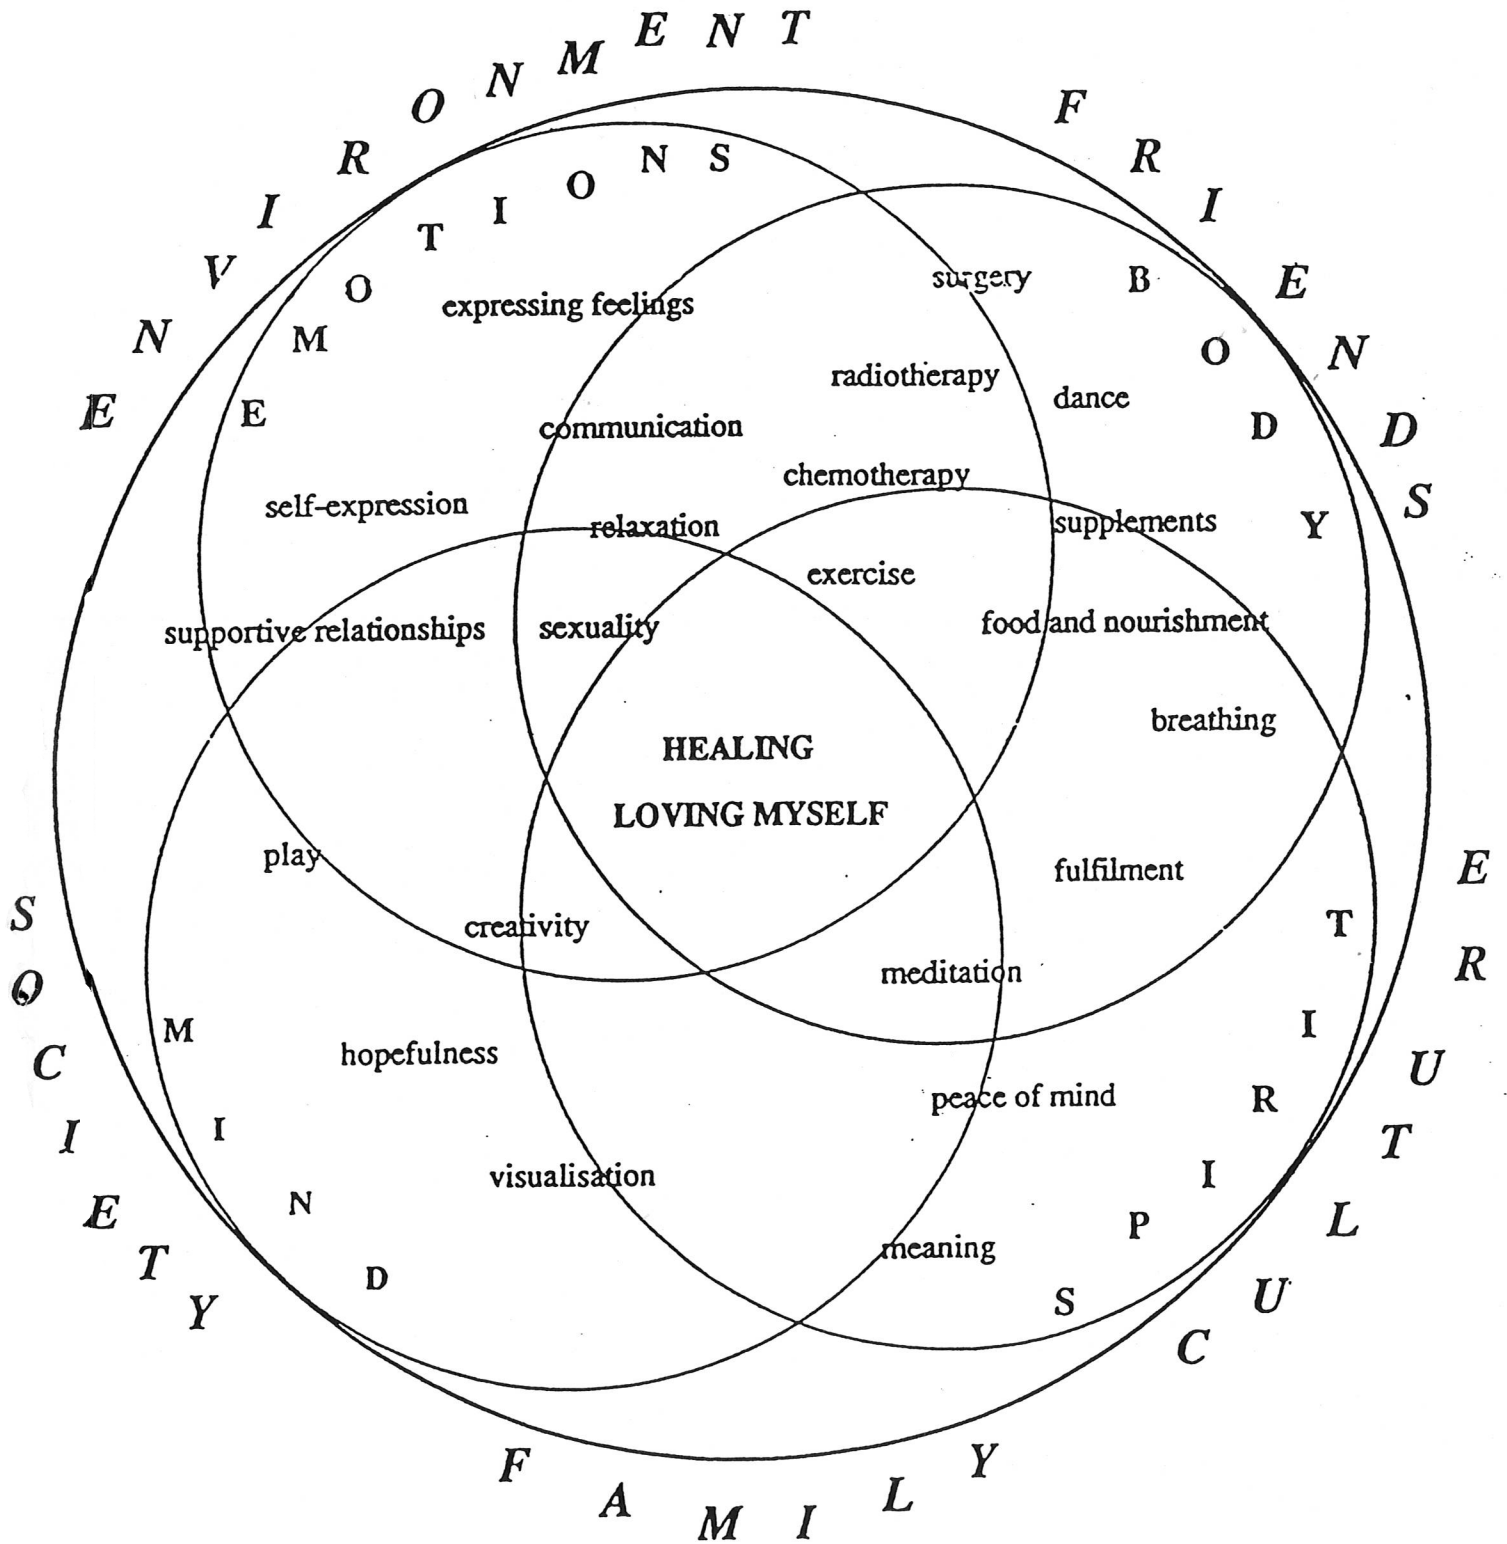 ENVIRONMENT
FRIENDS
EMOTIONS
BODY
expressing feelings
surgery
radiotherapy
dance
communication
chemotherapy
self-expression
relaxation
supplements
exercise
supportive relationships
sexuality
food and nourishment
breathing
HEALING
LOVING MYSELF
play
fulfilment
creativity
meditation
hopefulness
peace of mind
visualisation
meaning
MIND
SPIRIT
SOCIETY
FAMILY
CULTURE